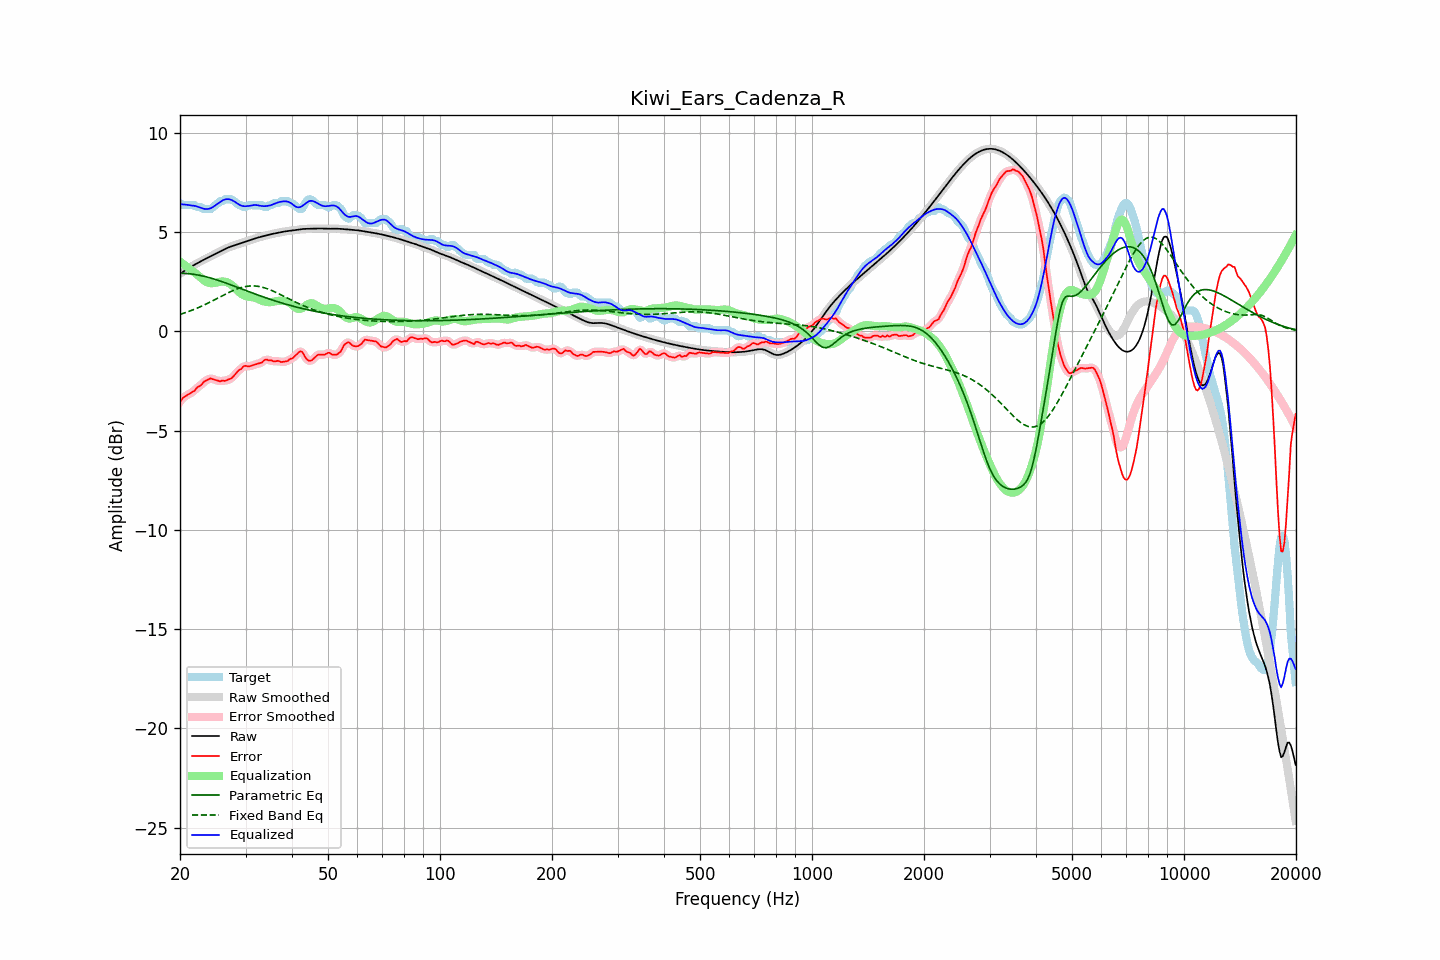 Kiwi_Ears_Cadenza_R
Amplitude (dBr)
10
5
0
−5
−10
−15
−20
−25
Target
Raw Smoothed
Error Smoothed
Raw
Error
Equalization
Parametric Eq
Fixed Band Eq
Equalized
20 50 100 200 500 1000 2000 5000 10000 20000
Frequency (Hz)